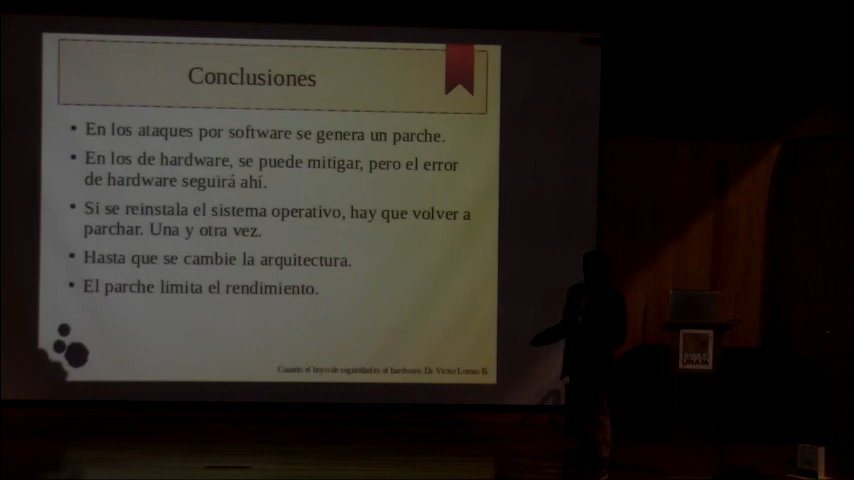 Conclusiones
• En los ataques por software se genera un parche.
• En los de hardware, se puede mitigar, pero el error
de hardware seguirá ahí.
• Si se reinstala el sistema operativo, hay que volver a
parchar. Una y otra vez.
• Hasta que se cambie la arquitectura.
• El parche limita el rendimiento.
Cuando el hoyo de seguridad es el hardware. Dr. Victor Lomas B.
UNAM